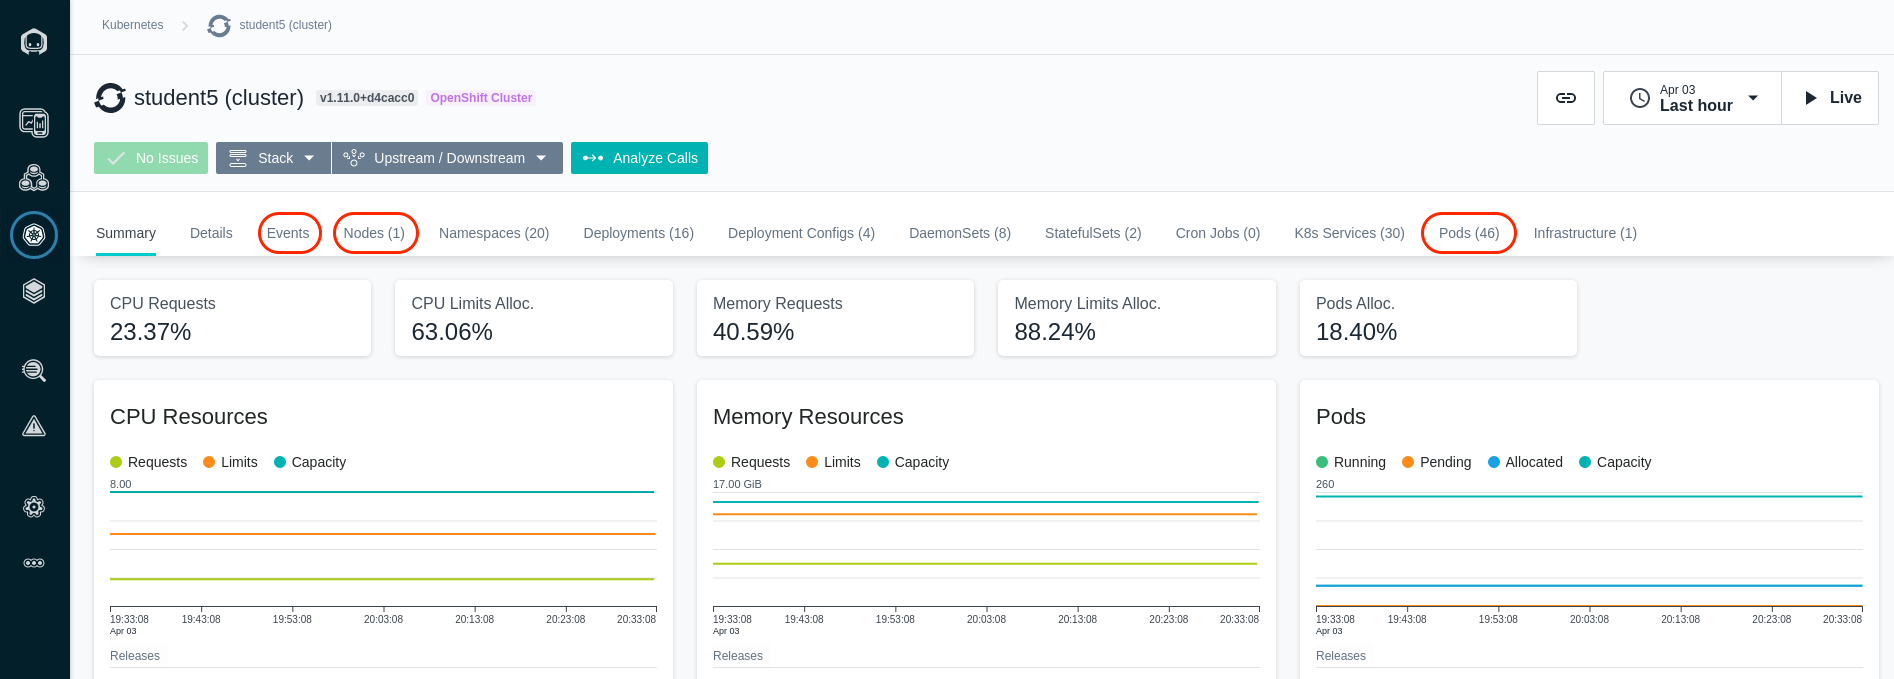 Kubernetes student5 (cluster)
student5 (cluster) v1.11.0+d4cacc0 OpenShift Cluster
Apr 03
Last hour
Live
No Issues Stack Upstream / Downstream Analyze Calls
Summary Details Events Nodes (1) Namespaces (20) Deployments (16) Deployment Configs (4) DaemonSets (8) StatefulSets (2) Cron Jobs (0) K8s Services (30) Pods (46) Infrastructure (1)
CPU Requests
23.37%
CPU Limits Alloc.
63.06%
Memory Requests
40.59%
Memory Limits Alloc.
88.24%
Pods Alloc.
18.40%
CPU Resources
Requests Limits Capacity
8.00
19:33:08 19:43:08 19:53:08 20:03:08 20:13:08 20:23:08 20:33:08
Apr 03
Releases
Memory Resources
Requests Limits Capacity
17.00 GiB
19:33:08 19:43:08 19:53:08 20:03:08 20:13:08 20:23:08 20:33:08
Apr 03
Releases
Pods
Running Pending Allocated Capacity
260
19:33:08 19:43:08 19:53:08 20:03:08 20:13:08 20:23:08 20:33:08
Apr 03
Releases